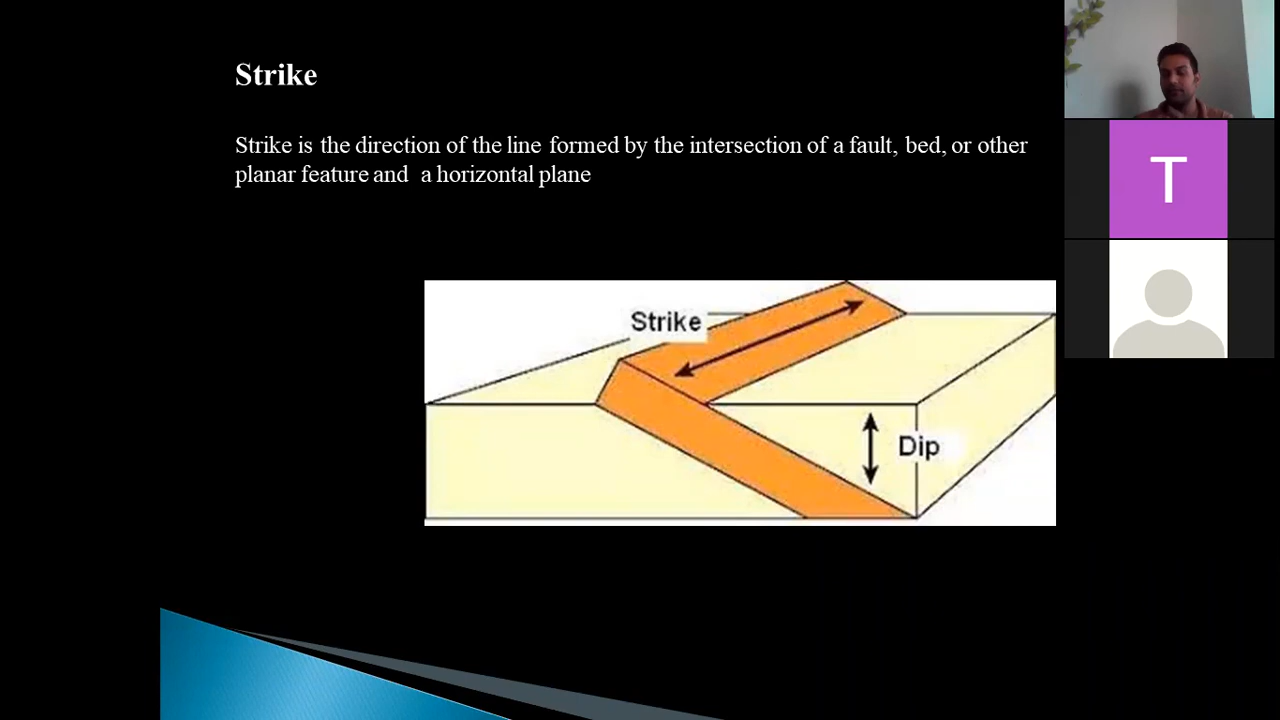 Strike
Strike is the direction of the line formed by the intersection of a fault, bed, or other
planar feature and a horizontal plane
Strike
Dip
T